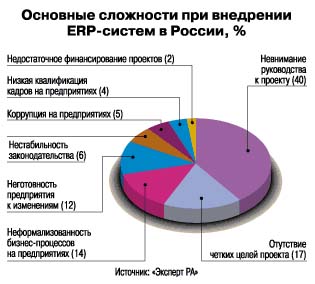 Основные сложности при внедрении
ERP-систем в России, %
Недостаточное финансирование проектов (2)
Низкая квалификация
кадров на предприятиях (4)
Коррупция на предприятиях (5)
Нестабильность
законодательства (6)
Неготовность
предприятия
к изменениям (12)
Неформализованность
бизнес-процессов
на предприятиях (14)
Невнимание
руководства
к проекту (40)
Отутствие
четких целей проекта (17)
Источник: «Эксперт РА»